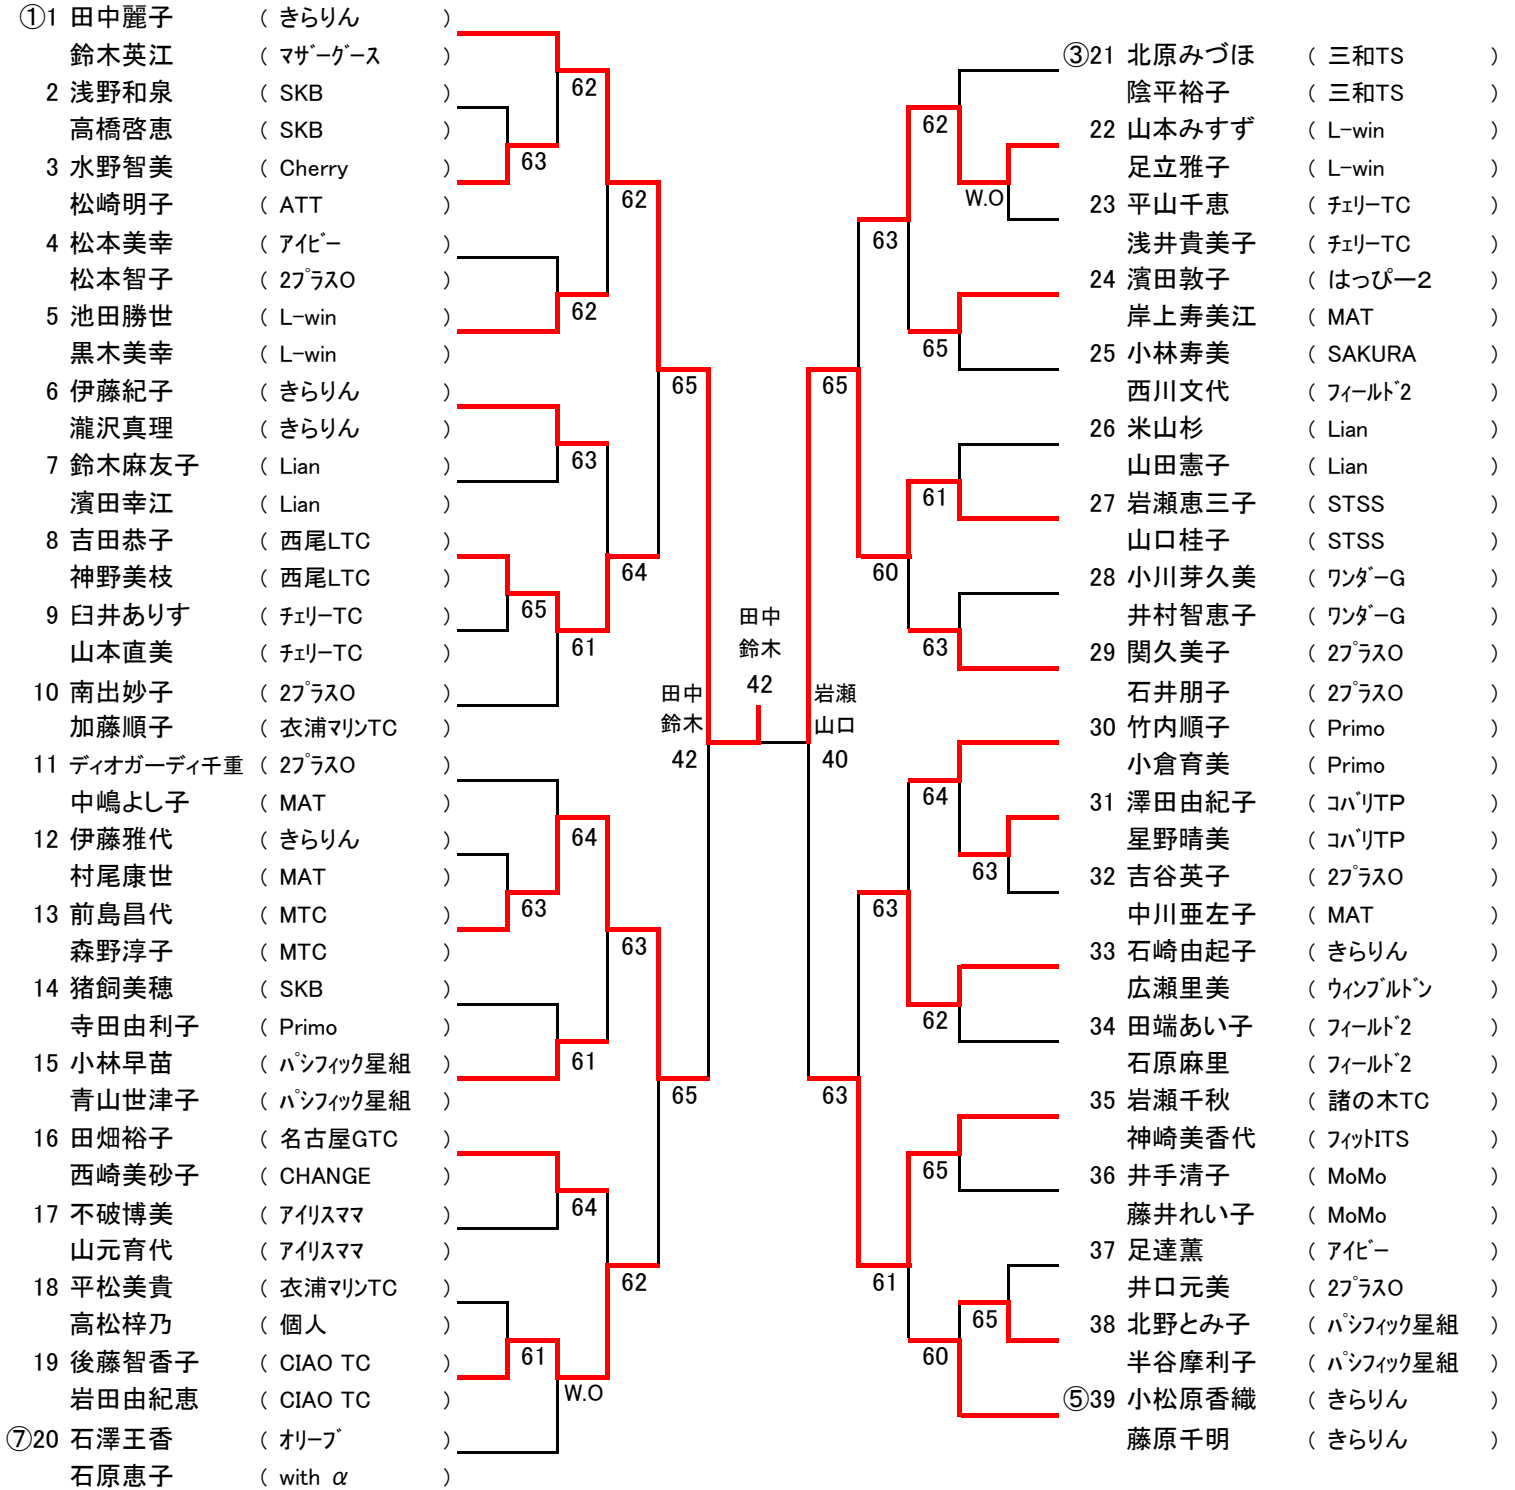 ①1 田中麗子 ( きらりん )
鈴木英江 ( マザーグース )
2 浅野和泉 ( SKB )
高橋啓恵 ( SKB )
3 水野智美 ( Cherry )
松崎明子 ( ATT )
4 松本美幸 ( アイビー )
松本智子 ( 2プラスO )
5 池田勝世 ( L-win )
黒木美幸 ( L-win )
6 伊藤紀子 ( きらりん )
瀧沢真理 ( きらりん )
7 鈴木麻友子 ( Lian )
濱田幸江 ( Lian )
8 吉田恭子 ( 西尾LTC )
神野美枝 ( 西尾LTC )
9 臼井ありす ( チェリーTC )
山本直美 ( チェリーTC )
10 南出妙子 ( 2プラスO )
加藤順子 ( 衣浦マリンTC )
11 ディオガーディ千重 ( 2プラスO )
中嶋よし子 ( MAT )
12 伊藤雅代 ( きらりん )
村尾康世 ( MAT )
13 前島昌代 ( MTC )
森野淳子 ( MTC )
14 猪飼美穂 ( SKB )
寺田由利子 ( Primo )
15 小林早苗 ( パシフィック星組 )
青山世津子 ( パシフィック星組 )
16 田畑裕子 ( 名古屋GTC )
西崎美砂子 ( CHANGE )
17 不破博美 ( アイリスママ )
山元育代 ( アイリスママ )
18 平松美貴 ( 衣浦マリンTC )
高松梓乃 ( 個人 )
19 後藤智香子 ( CIAO TC )
岩田由紀恵 ( CIAO TC )
⑦20 石澤王香 ( オリーブ )
石原恵子 ( with α )
62
63
62
62
63
65
61
64
65
64
63
61
63
64
61
W.O
62
65
田中
鈴木
42
田中
鈴木
42
岩瀬
山口
40
62
W.O
63
65
65
61
60
63
64
63
63
62
63
65
61
65
60
③21 北原みづほ ( 三和TS )
陰平裕子 ( 三和TS )
22 山本みすず ( L-win )
足立雅子 ( L-win )
23 平山千恵 ( チェリーTC )
浅井貴美子 ( チェリーTC )
24 濱田敦子 ( はっぴー2 )
岸上寿美江 ( MAT )
25 小林寿美 ( SAKURA )
西川文代 ( フィールド2 )
26 米山杉 ( Lian )
山田憲子 ( Lian )
27 岩瀬恵三子 ( STSS )
山口桂子 ( STSS )
28 小川芽久美 ( ワンダーG )
井村智恵子 ( ワンダーG )
29 関久美子 ( 2プラスO )
石井朋子 ( 2プラスO )
30 竹内順子 ( Primo )
小倉育美 ( Primo )
31 澤田由紀子 ( コバリTP )
星野晴美 ( コバリTP )
32 吉谷英子 ( 2プラスO )
中川亜左子 ( MAT )
33 石崎由起子 ( きらりん )
広瀬里美 ( ウィンブルドン )
34 田端あい子 ( フィールド2 )
石原麻里 ( フィールド2 )
35 岩瀬千秋 ( 諸の木TC )
神崎美香代 ( フィットITS )
36 井手清子 ( MoMo )
藤井れい子 ( MoMo )
37 足達薫 ( アイビー )
井口元美 ( 2プラスO )
38 北野とみ子 ( パシフィック星組 )
半谷摩利子 ( パシフィック星組 )
⑤39 小松原香織 ( きらりん )
藤原千明 ( きらりん )